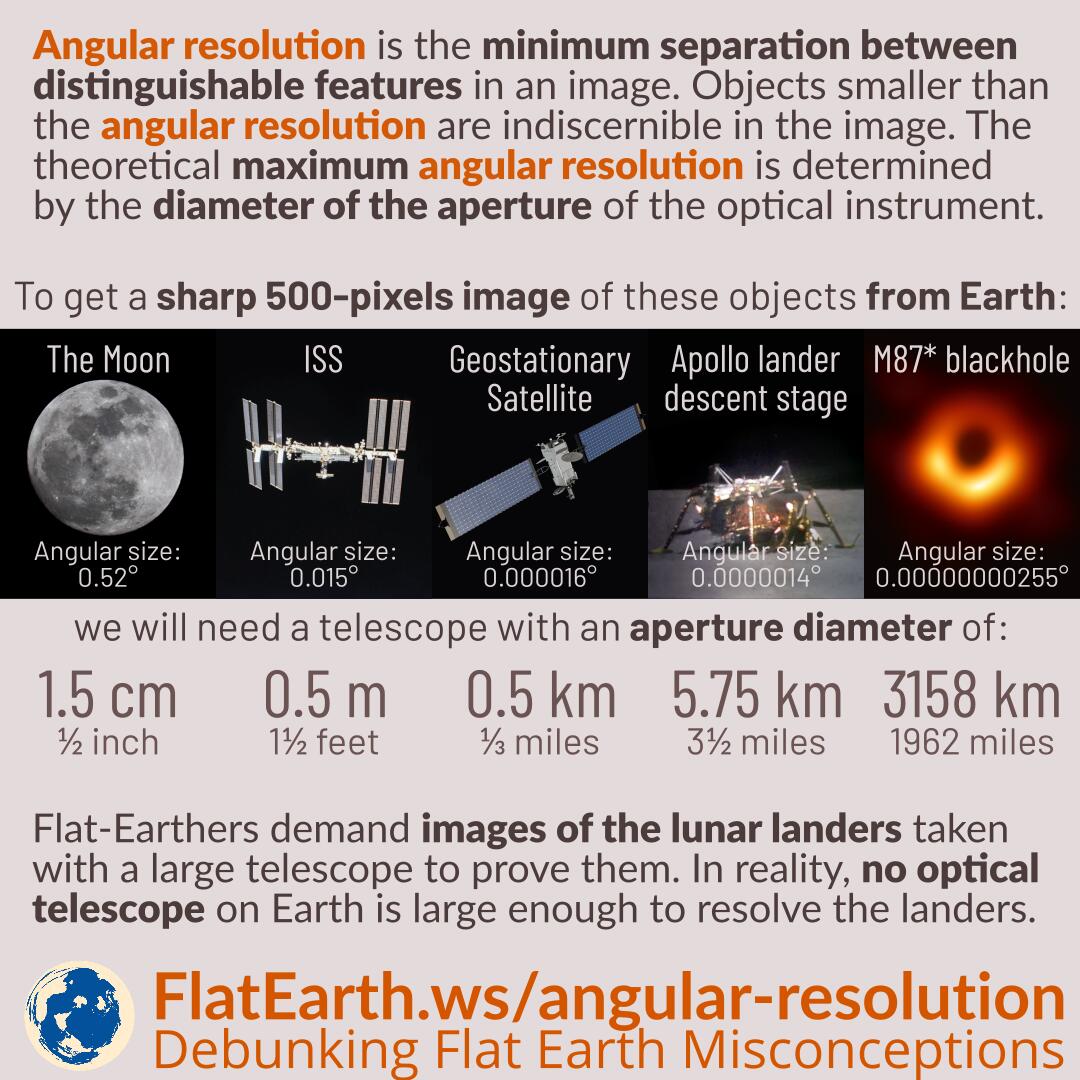 Angular resolution is the minimum separation between
distinguishable features in an image. Objects smaller than
the angular resolution are indiscernible in the image. The
theoretical maximum angular resolution is determined
by the diameter of the aperture of the optical instrument.
To get a sharp 500-pixels image of these objects from Earth:
The Moon
Angular size:
0.52°
ISS
Angular size:
0.015°
Geostationary
Satellite
Angular size:
0.000016°
Apollo lander
descent stage
Angular size:
0.0000014°
M87* blackhole
Angular size:
0.00000000255°
we will need a telescope with an aperture diameter of:
1.5 cm
½ inch
0.5 m
1½ feet
0.5 km
⅓ miles
5.75 km
3½ miles
3158 km
1962 miles
Flat-Earthers demand images of the lunar landers taken
with a large telescope to prove them. In reality, no optical
telescope on Earth is large enough to resolve the landers.
FlatEarth.ws/angular-resolution
Debunking Flat Earth Misconceptions